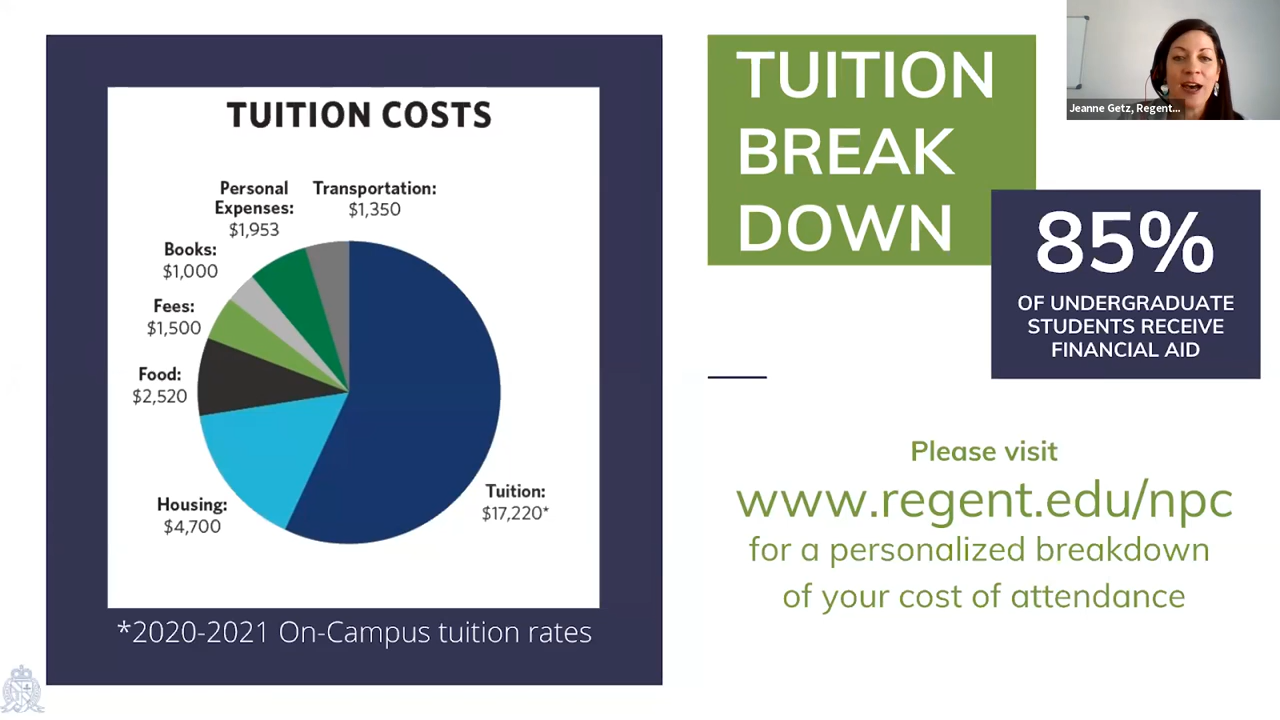 TUITION COSTS
Personal
Expenses:
$1,953
Transportation:
$1,350
Books:
$1,000
Fees:
$1,500
Food:
$2,520
Housing:
$4,700
Tuition:
$17,220*
*2020-2021 On-Campus tuition rates
TUITION
BREAK
DOWN
85%
OF UNDERGRADUATE
STUDENTS RECEIVE
FINANCIAL AID
Please visit
www.regent.edu/npc
for a personalized breakdown
of your cost of attendance
Jeanne Getz, Regent...